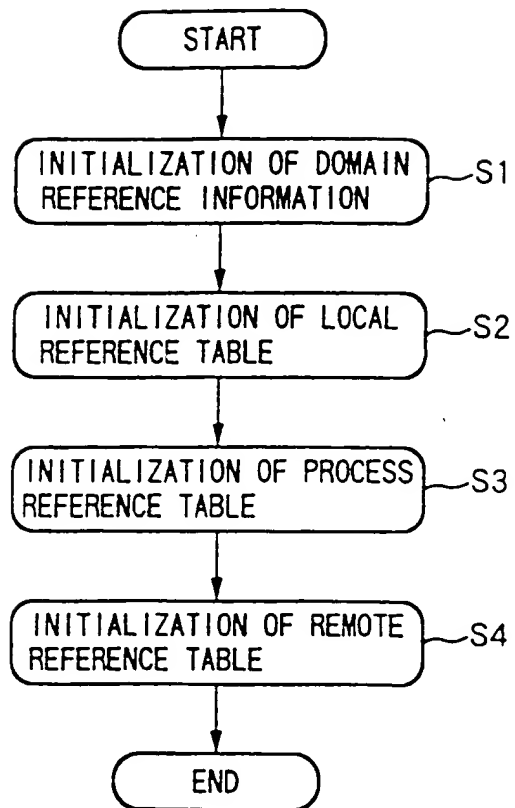 START
INITIALIZATION OF DOMAIN
REFERENCE INFORMATION
S1
INITIALIZATION OF LOCAL
REFERENCE TABLE
S2
INITIALIZATION OF PROCESS
REFERENCE TABLE
S3
INITIALIZATION OF REMOTE
REFERENCE TABLE
S4
END